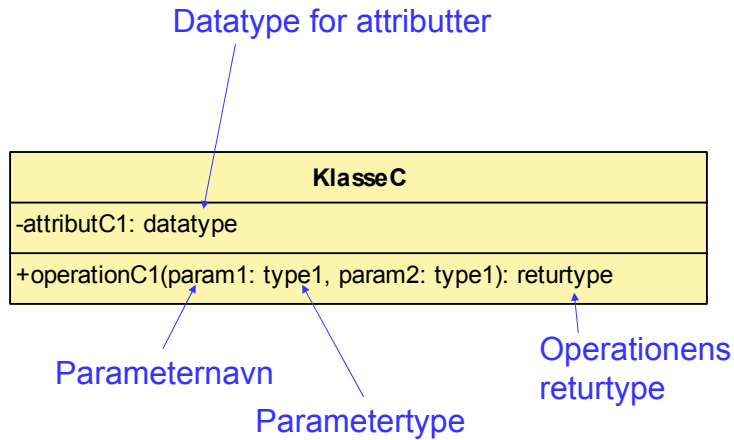 Datatype for attributter
KlasseC
-attributC1: datatype
+operationC1(param1: type1, param2: type1): returtype
Parameternavn
Parametertype
Operationens
returtype